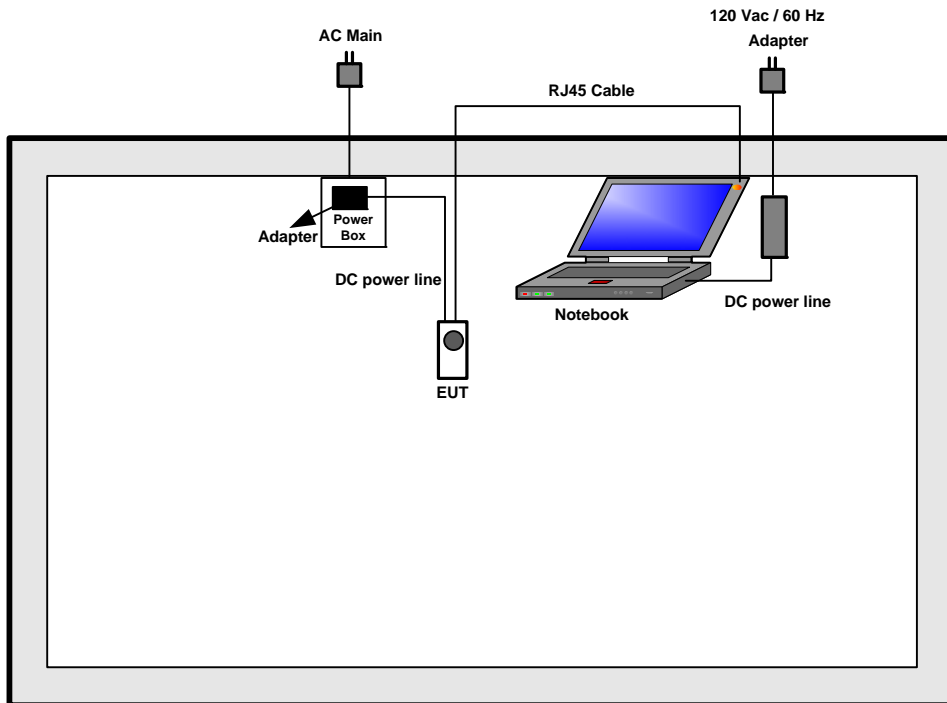 120 Vac / 60 Hz
Adapter
AC Main
RJ45 Cable
Power
Box
Adapter
DC power line
DC power line
Notebook
EUT